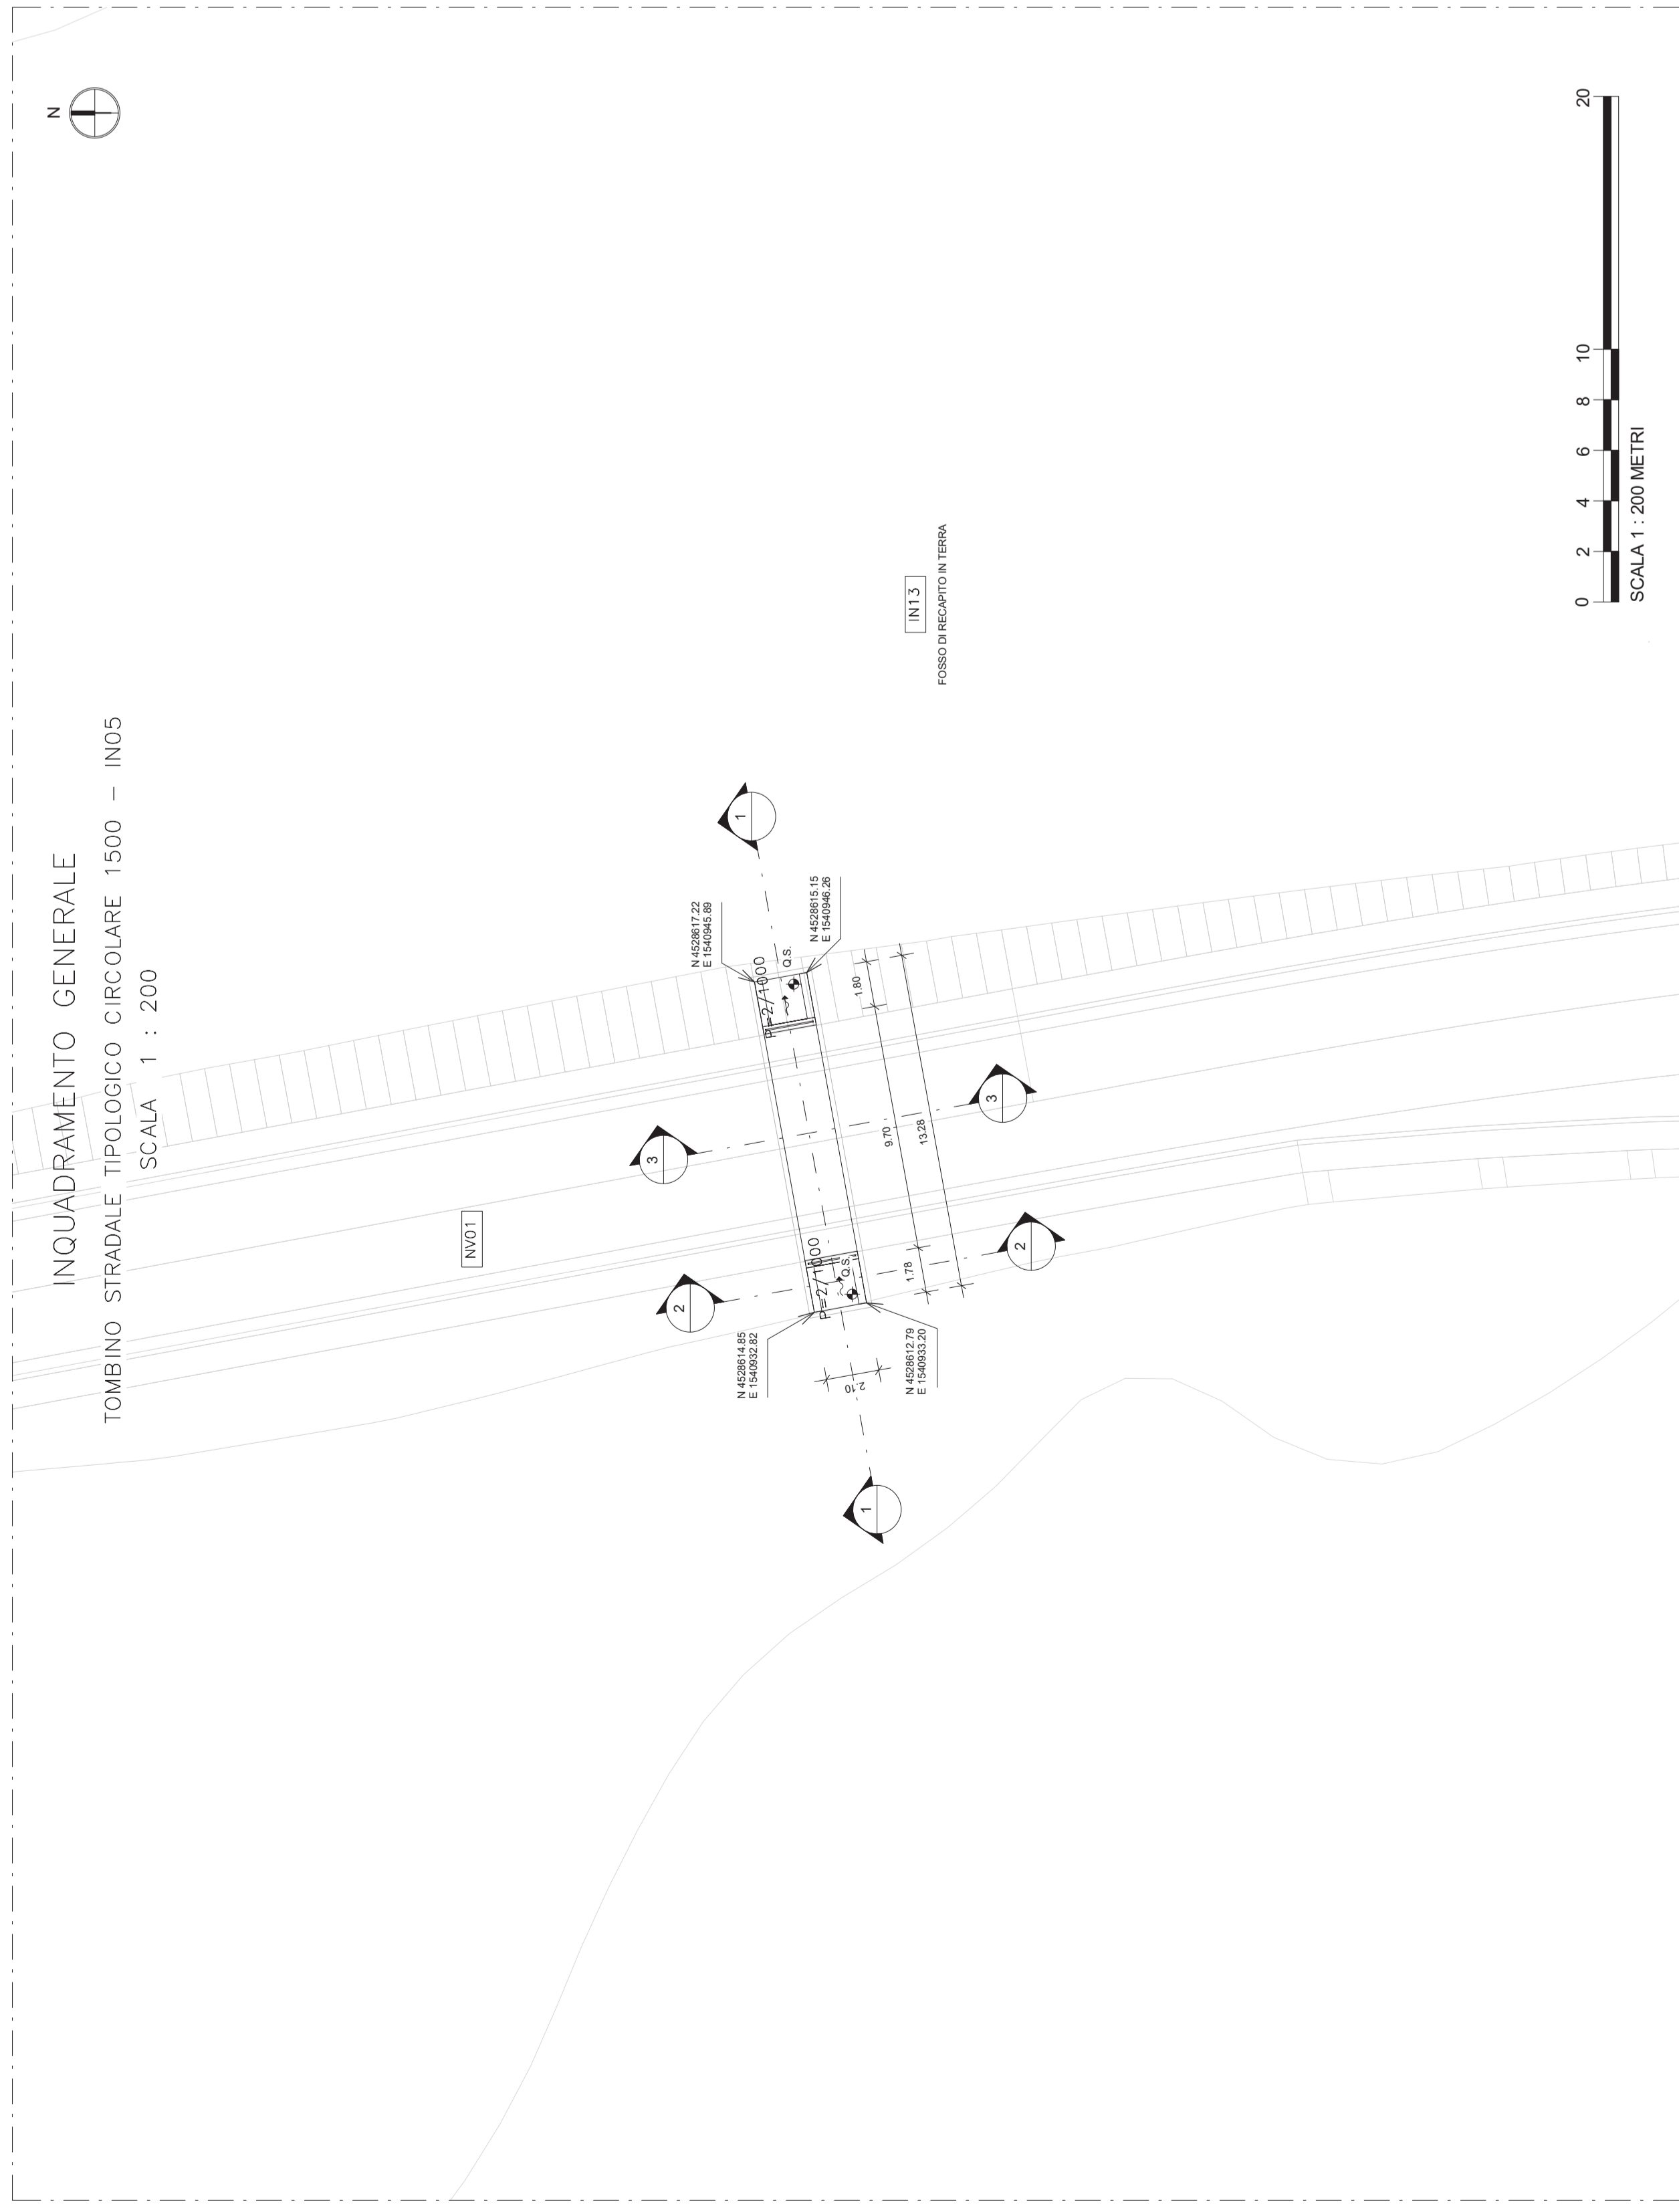 INQUADRAMENTO GENERALE
TOMBINO STRADALE TIPOLOGICO CIRCOLARE 1500 – IN05
SCALA 1 : 200
N
NV01
1
1
2
2
3
3
N 4528614.85
E 1540932.82
N 4528617.22
E 1540945.89
N 4528615.15
E 1540946.26
N 4528612.79
E 1540933.20
P=2/1000
Q.S.
P=2/1000
Q.S.
2.10
1.78
9.70
1.80
13.28
IN13
FOSSO DI RECAPITO IN TERRA
0 2 4 6 8 10 20
SCALA 1 : 200 METRI